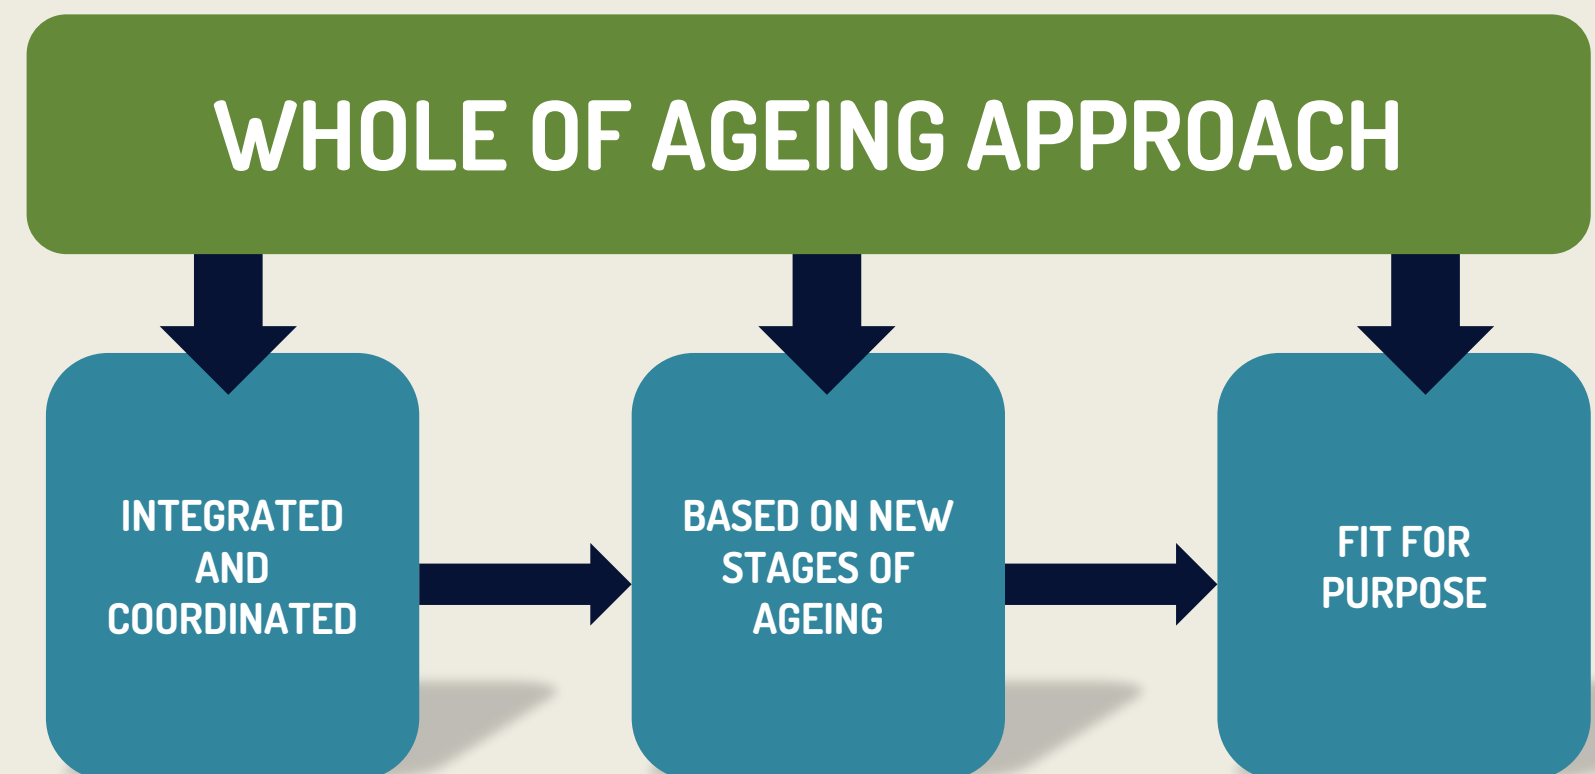 WHOLE OF AGEING APPROACH
INTEGRATED
AND
COORDINATED
BASED ON NEW
STAGES OF
AGEING
FIT FOR
PURPOSE